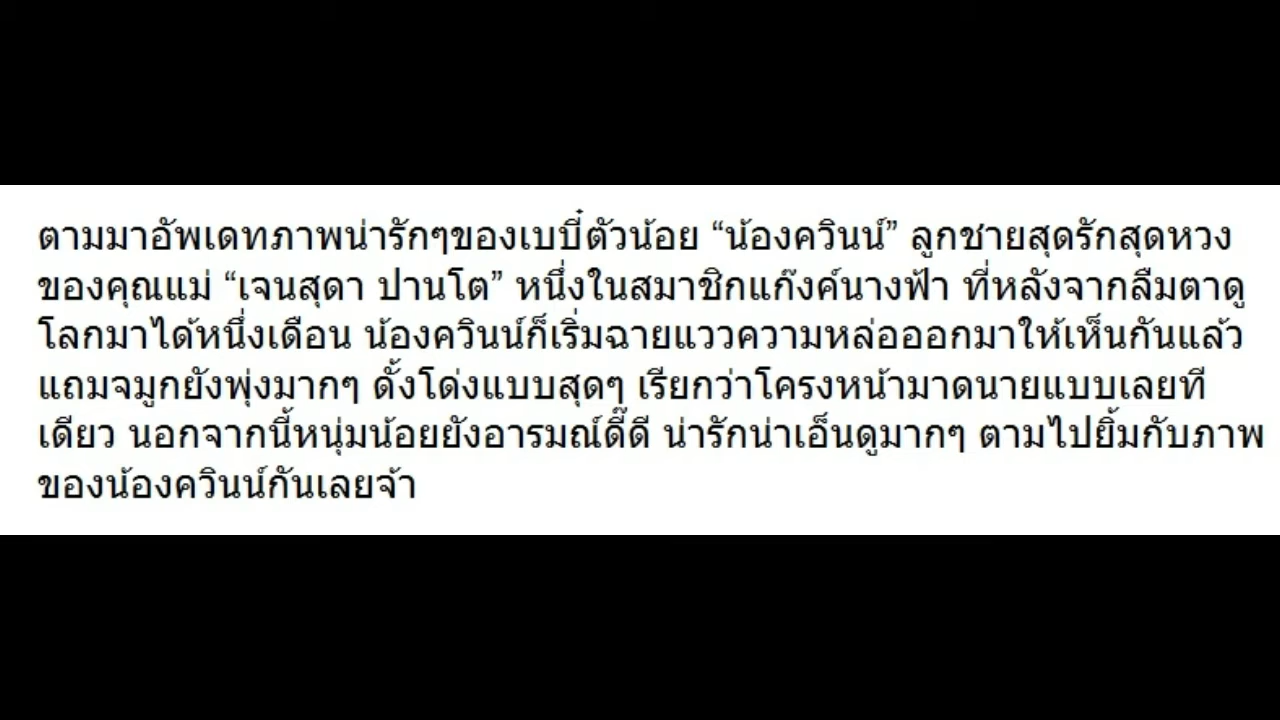 ตามมาอัพเดทภาพน่ารักๆของเบบี๋ตัวน้อย “น้องควินน์” ลูกชายสุดรักสุดหวง
ของคุณแม่ “เจนสุดา ปานโต” หนึ่งในสมาชิกแก๊งค์นางฟ้า ที่หลังจากลืมตาดู
โลกมาได้หนึ่งเดือน น้องควินน์ก็เริ่มฉายแววความหล่อออกมาให้เห็นกันแล้ว
แถมจมูกยังพุ่งมากๆ ดั้งโด่งแบบสุดๆ เรียกว่าโครงหน้ามาดนายแบบเลยที
เดียว นอกจากนี้หนุ่มน้อยยังอารมณ์ดี๊ดี น่ารักน่าเอ็นดูมากๆ ตามไปยิ้มกับภาพ
ของน้องควินน์กันเลยจ้า